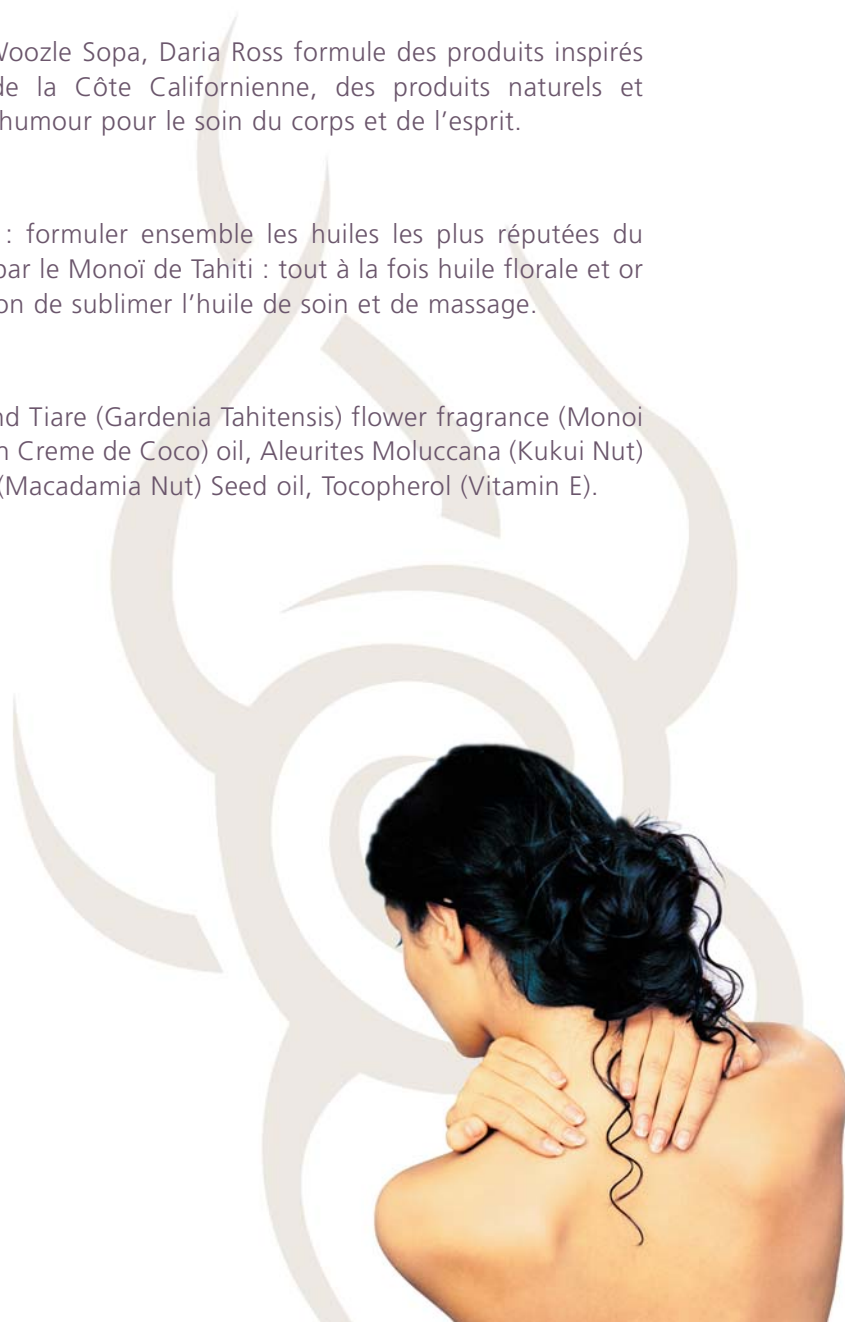 Woozle Sopa, Daria Ross formule des produits inspirés
de la Côte Californienne, des produits naturels et
humour pour le soin du corps et de l’esprit.
: formuler ensemble les huiles les plus réputées du
par le Monoï de Tahiti : tout à la fois huile florale et or
on de sublimer l’huile de soin et de massage.
nd Tiare (Gardenia Tahitensis) flower fragrance (Monoi
n Creme de Coco) oil, Aleurites Moluccana (Kukui Nut)
(Macadamia Nut) Seed oil, Tocopherol (Vitamin E).